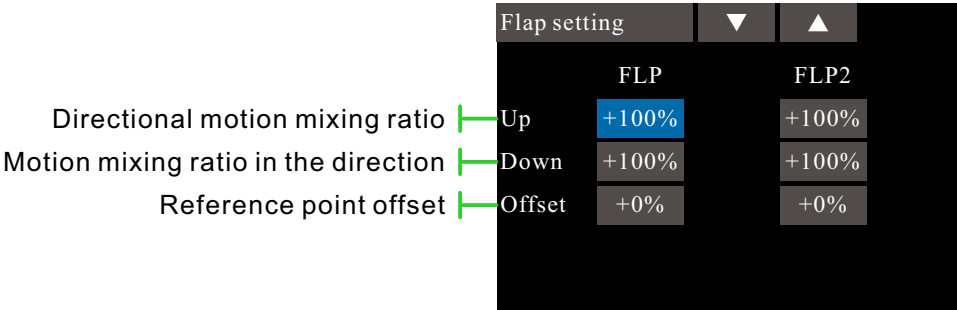 Flap setting ▼ ▲
FLP FLP2
Directional motion mixing ratio Up +100% +100%
Motion mixing ratio in the direction Down +100% +100%
Reference point offset Offset +0% +0%